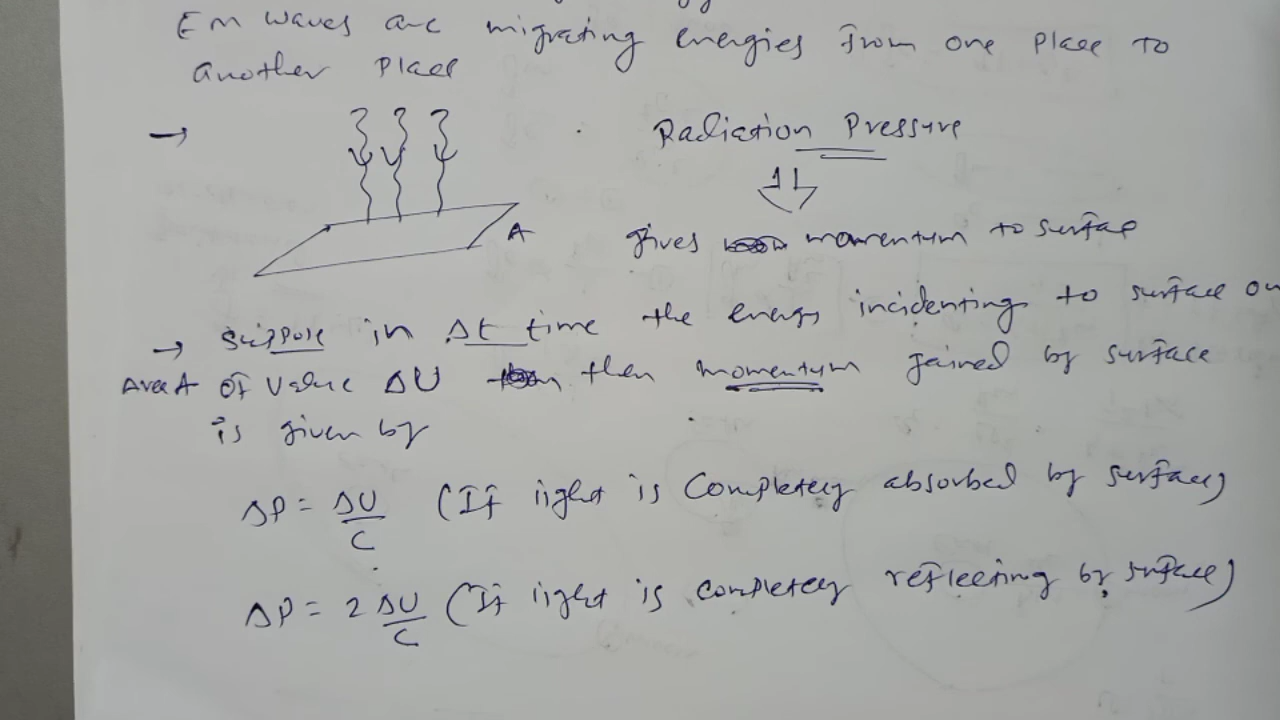 EM waves are migrating energies from one place to
another place
→
Radiation Pressure
A
gives momentum to surface
→ suppose in Δt time the energy incidenting to surface on
Area A of value ΔU then momentum gained by surface
is given by
ΔP = ΔU/C (If light is completely absorbed by surface)
ΔP = 2 ΔU/C (If light is completely reflecting by surface)